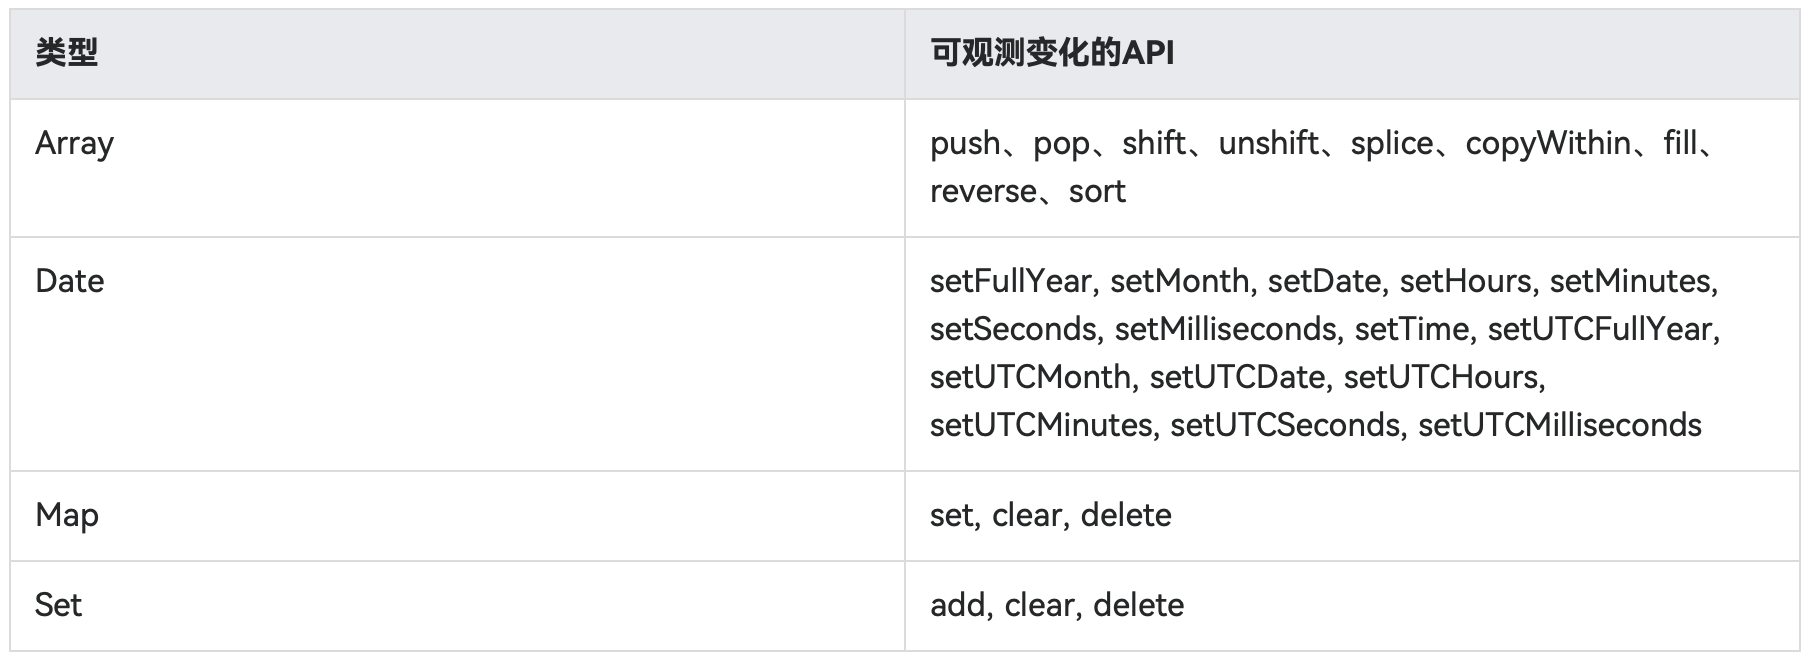 类型
可观测变化的API
Array
push、pop、shift、unshift、splice、copyWithin、fill、
reverse、sort
Date
setFullYear, setMonth, setDate, setHours, setMinutes,
setSeconds, setMilliseconds, setTime, setUTCFullYear,
setUTCMonth, setUTCDate, setUTCHours,
setUTCMinutes, setUTCSeconds, setUTCMilliseconds
Map
set, clear, delete
Set
add, clear, delete